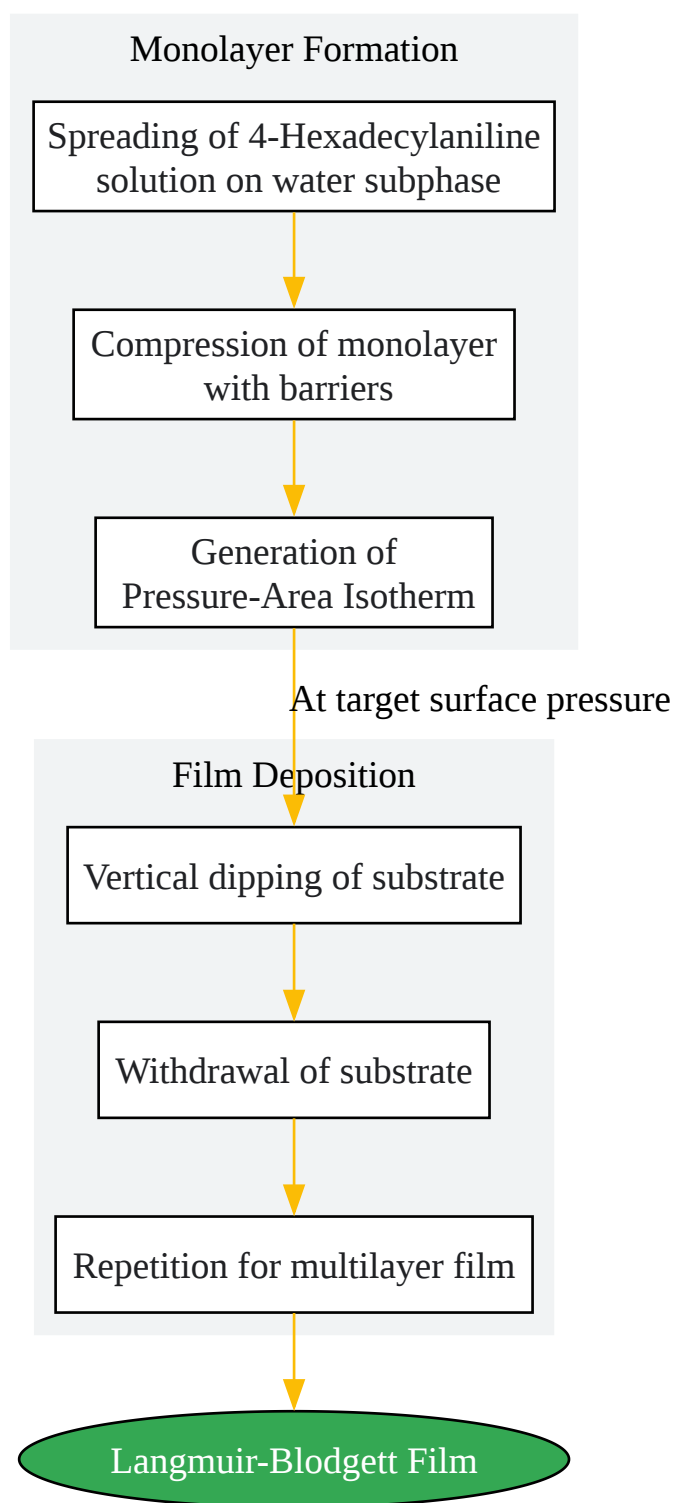 Monolayer Formation
Spreading of 4-Hexadecylaniline
solution on water subphase
Compression of monolayer
with barriers
Generation of
Pressure-Area Isotherm
At target surface pressure
Film Deposition
Vertical dipping of substrate
Withdrawal of substrate
Repetition for multilayer film
Langmuir-Blodgett Film